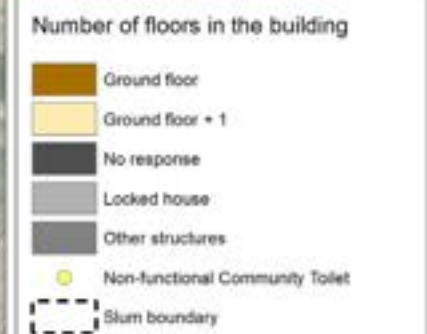 Number of floors in the building
Ground floor
Ground floor + 1
No response
Locked house
Other structures
Non-functional Community Toilet
Slum boundary